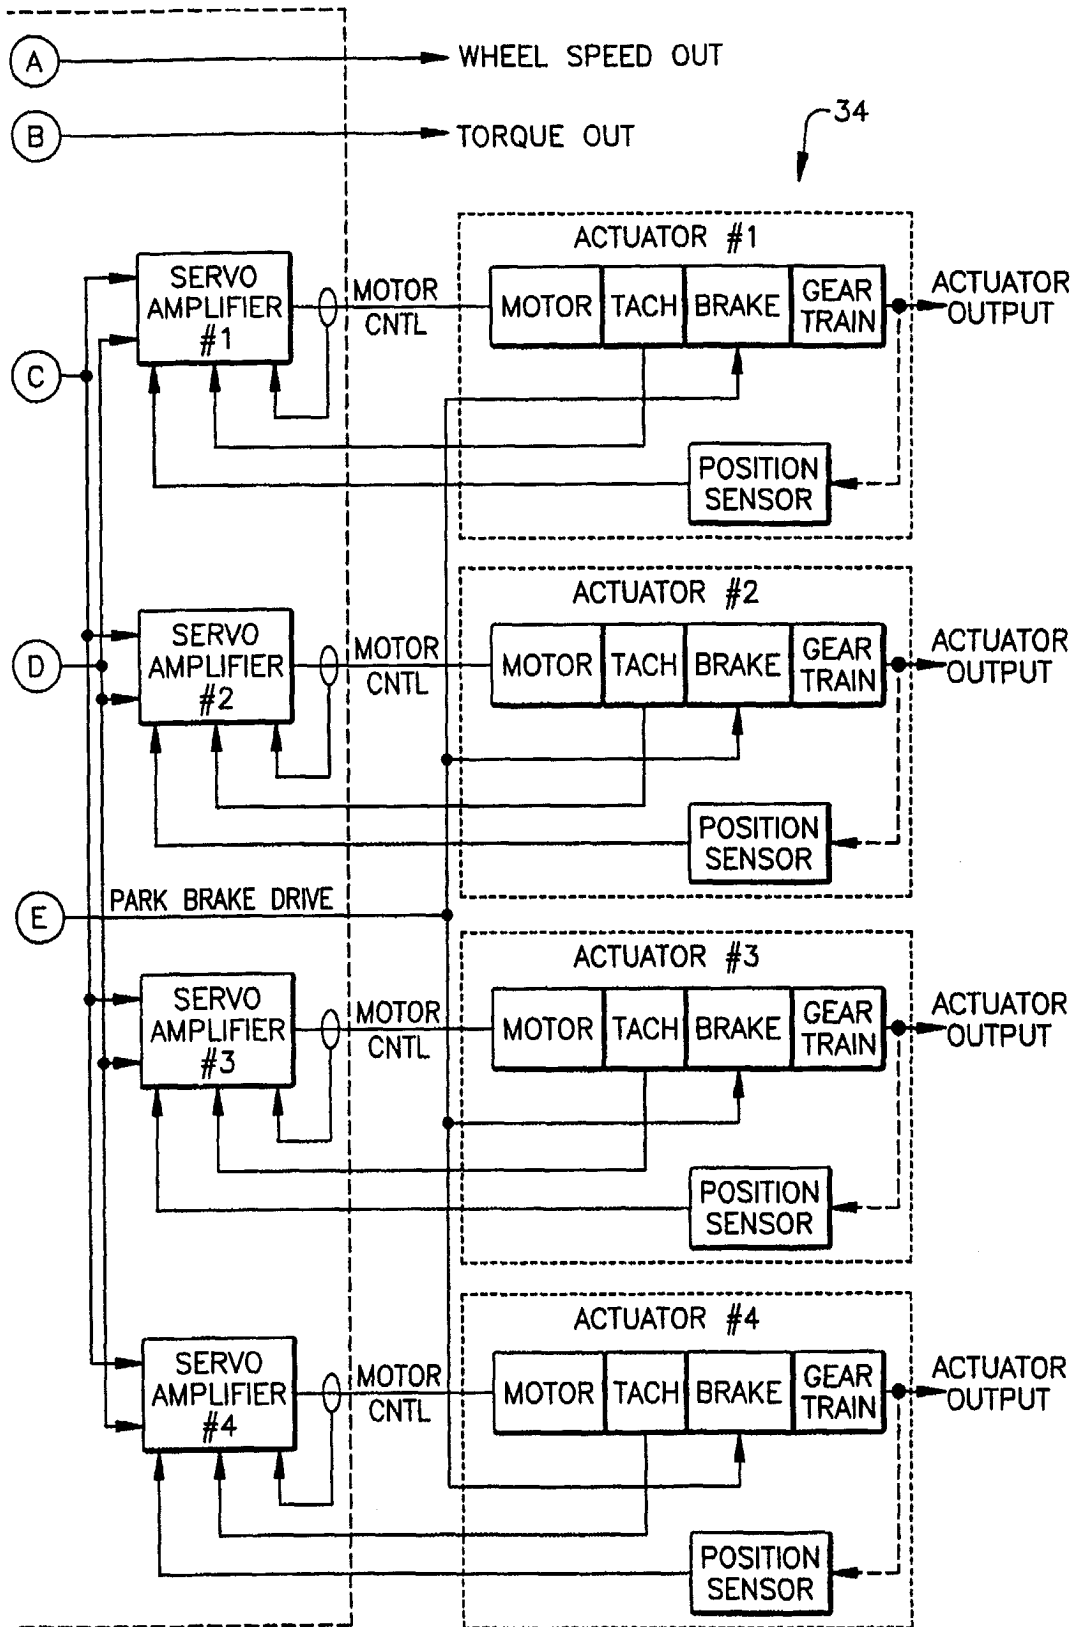 A
WHEEL SPEED OUT
B
TORQUE OUT
34
ACTUATOR #1
SERVO
AMPLIFIER
#1
MOTOR
CNTL
MOTOR
TACH
BRAKE
GEAR
TRAIN
ACTUATOR
OUTPUT
C
POSITION
SENSOR
ACTUATOR #2
SERVO
AMPLIFIER
#2
MOTOR
CNTL
MOTOR
TACH
BRAKE
GEAR
TRAIN
ACTUATOR
OUTPUT
D
POSITION
SENSOR
E
PARK BRAKE DRIVE
ACTUATOR #3
SERVO
AMPLIFIER
#3
MOTOR
CNTL
MOTOR
TACH
BRAKE
GEAR
TRAIN
ACTUATOR
OUTPUT
POSITION
SENSOR
ACTUATOR #4
SERVO
AMPLIFIER
#4
MOTOR
CNTL
MOTOR
TACH
BRAKE
GEAR
TRAIN
ACTUATOR
OUTPUT
POSITION
SENSOR